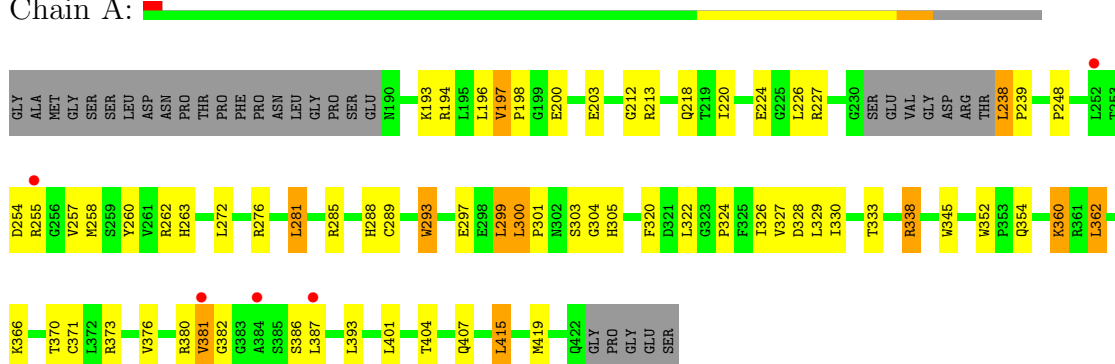 Chain A:
GLY ALA MET GLY SER SER LEU ASP ASN PRO THR PRO PRO PHE PRO ASN LEU GLY PRO SER GLU N190 K193 R194 L195 L196 V197 P198 G199 E200 E203 G212 R213 Q218 T219 I220 E224 G225 L226 R227 G230 SER GLU VAL GLY ASP ARG THR L238 P239 P248 L252 T253
D254 R255 G256 V257 M258 S259 Y260 V261 R262 H263 L272 R276 L281 R285 H288 C289 W293 E297 E298 L299 L300 P301 N302 S303 G304 H305 F320 D321 L322 G323 P324 F325 I326 V327 D328 L329 I330 T333 R338 W345 W352 P353 Q354 K360 R361 L362
K366 T370 C371 L372 R373 V376 R380 V381 G382 G383 A384 S385 S386 L387 L393 L401 T404 Q407 L415 M419 Q422 GLY PRO GLY GLU SER